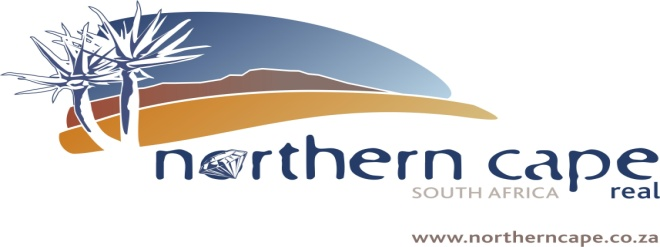 northern cape
SOUTH AFRICA real
www.northerncape.co.za